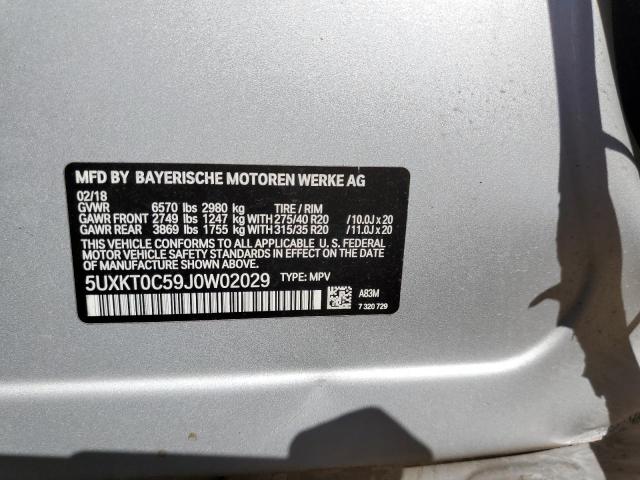 MFD BY BAYERISCHE MOTOREN WERKE AG
02/18
GVWR 6570 lbs 2980 kg TIRE / RIM
GAWR FRONT 2749 lbs 1247 kg WITH 275/40 R20 / 10.0J x 20
GAWR REAR 3869 lbs 1755 kg WITH 315/35 R20 / 11.0J x 20
THIS VEHICLE CONFORMS TO ALL APPLICABLE U. S. FEDERAL
MOTOR VEHICLE SAFETY STANDARDS IN EFFECT ON THE
DATE OF MANUFACTURE SHOWN ABOVE.
5UXKT0C59J0W02029 TYPE: MPV
A83M
7 320 729